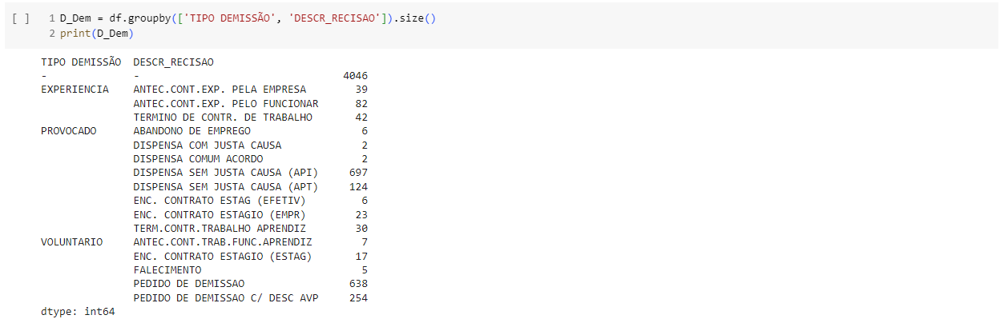 [ ] 1 D_Dem = df.groupby(['TIPO DEMISSÃO', 'DESCR_RECISAO']).size()
2 print(D_Dem)
TIPO DEMISSÃO DESCR_RECISAO
- - 4046
EXPERIENCIA ANTEC.CONT.EXP. PELA EMPRESA 39
ANTEC.CONT.EXP. PELO FUNCIONAR 82
TERMINO DE CONTR. DE TRABALHO 42
PROVOCADO ABANDONO DE EMPREGO 6
DISPENSA COM JUSTA CAUSA 2
DISPENSA COMUM ACORDO 2
DISPENSA SEM JUSTA CAUSA (API) 697
DISPENSA SEM JUSTA CAUSA (APT) 124
ENC. CONTRATO ESTAG (EFETIV) 6
ENC. CONTRATO ESTAGIO (EMPR) 23
TERM.CONTR.TRABALHO APRENDIZ 30
VOLUNTARIO ANTEC.CONT.TRAB.FUNC.APRENDIZ 7
ENC. CONTRATO ESTAGIO (ESTAG) 17
FALECIMENTO 5
PEDIDO DE DEMISSAO 638
PEDIDO DE DEMISSAO C/ DESC AVP 254
dtype: int64